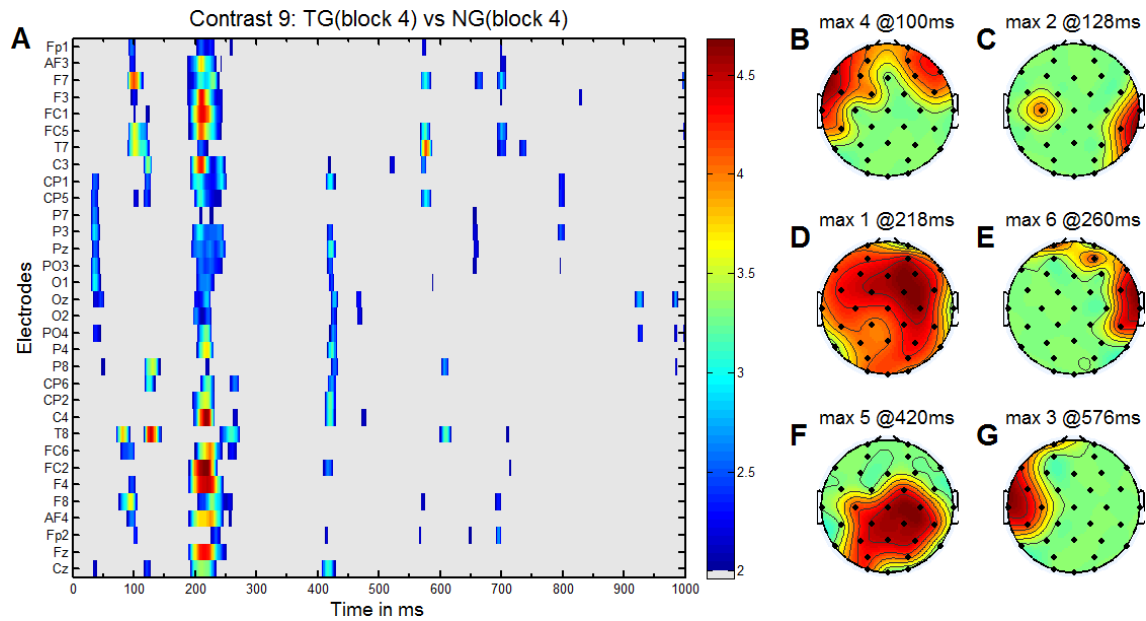 Contrast 9: TG(block 4) vs NG(block 4)
A
Electrodes
Fp1
AF3
F7
F3
FC1
FC5
T7
C3
CP1
CP5
P7
P3
Pz
PO3
O1
Oz
O2
PO4
P4
P8
CP6
CP2
C4
T8
FC6
FC2
F4
F8
AF4
Fp2
Fz
Cz
0 100 200 300 400 500 600 700 800 900 1000
Time in ms
4.5
4
3.5
3
2.5
2
B
max 4 @100ms
C
max 2 @128ms
D
max 1 @218ms
E
max 6 @260ms
F
max 5 @420ms
G
max 3 @576ms